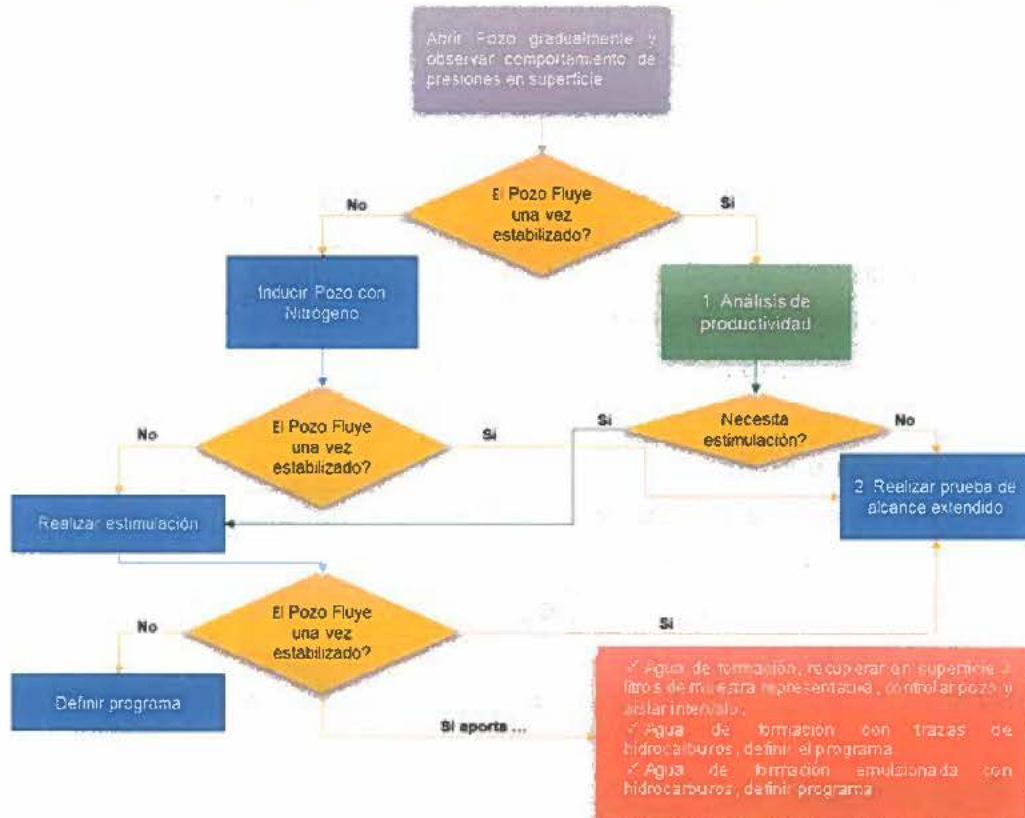 Abrir Pozo gradualmente y
observar comportamiento de
presiones en superficie
El Pozo Fluye
una vez
estabilizado?
No
Si
Inducir Pozo con
Nitrógeno
1. Análisis de
productividad
El Pozo Fluye
una vez
estabilizado?
No
Si
Si
Necesita
estimulación?
No
Realizar estimulación
2. Realizar prueba de
alcance extendido
El Pozo Fluye
una vez
estabilizado?
No
Si
Definir programa
Si aporta ...
✓ Agua de formación, recuperar en superficie
litros de muestra representativa, controlar pozo y
aislar intervalo.
✓ Agua de formación con trazas de
hidrocarburos, definir el programa
✓ Agua de formación emulsionada con
hidrocarburos, definir programa